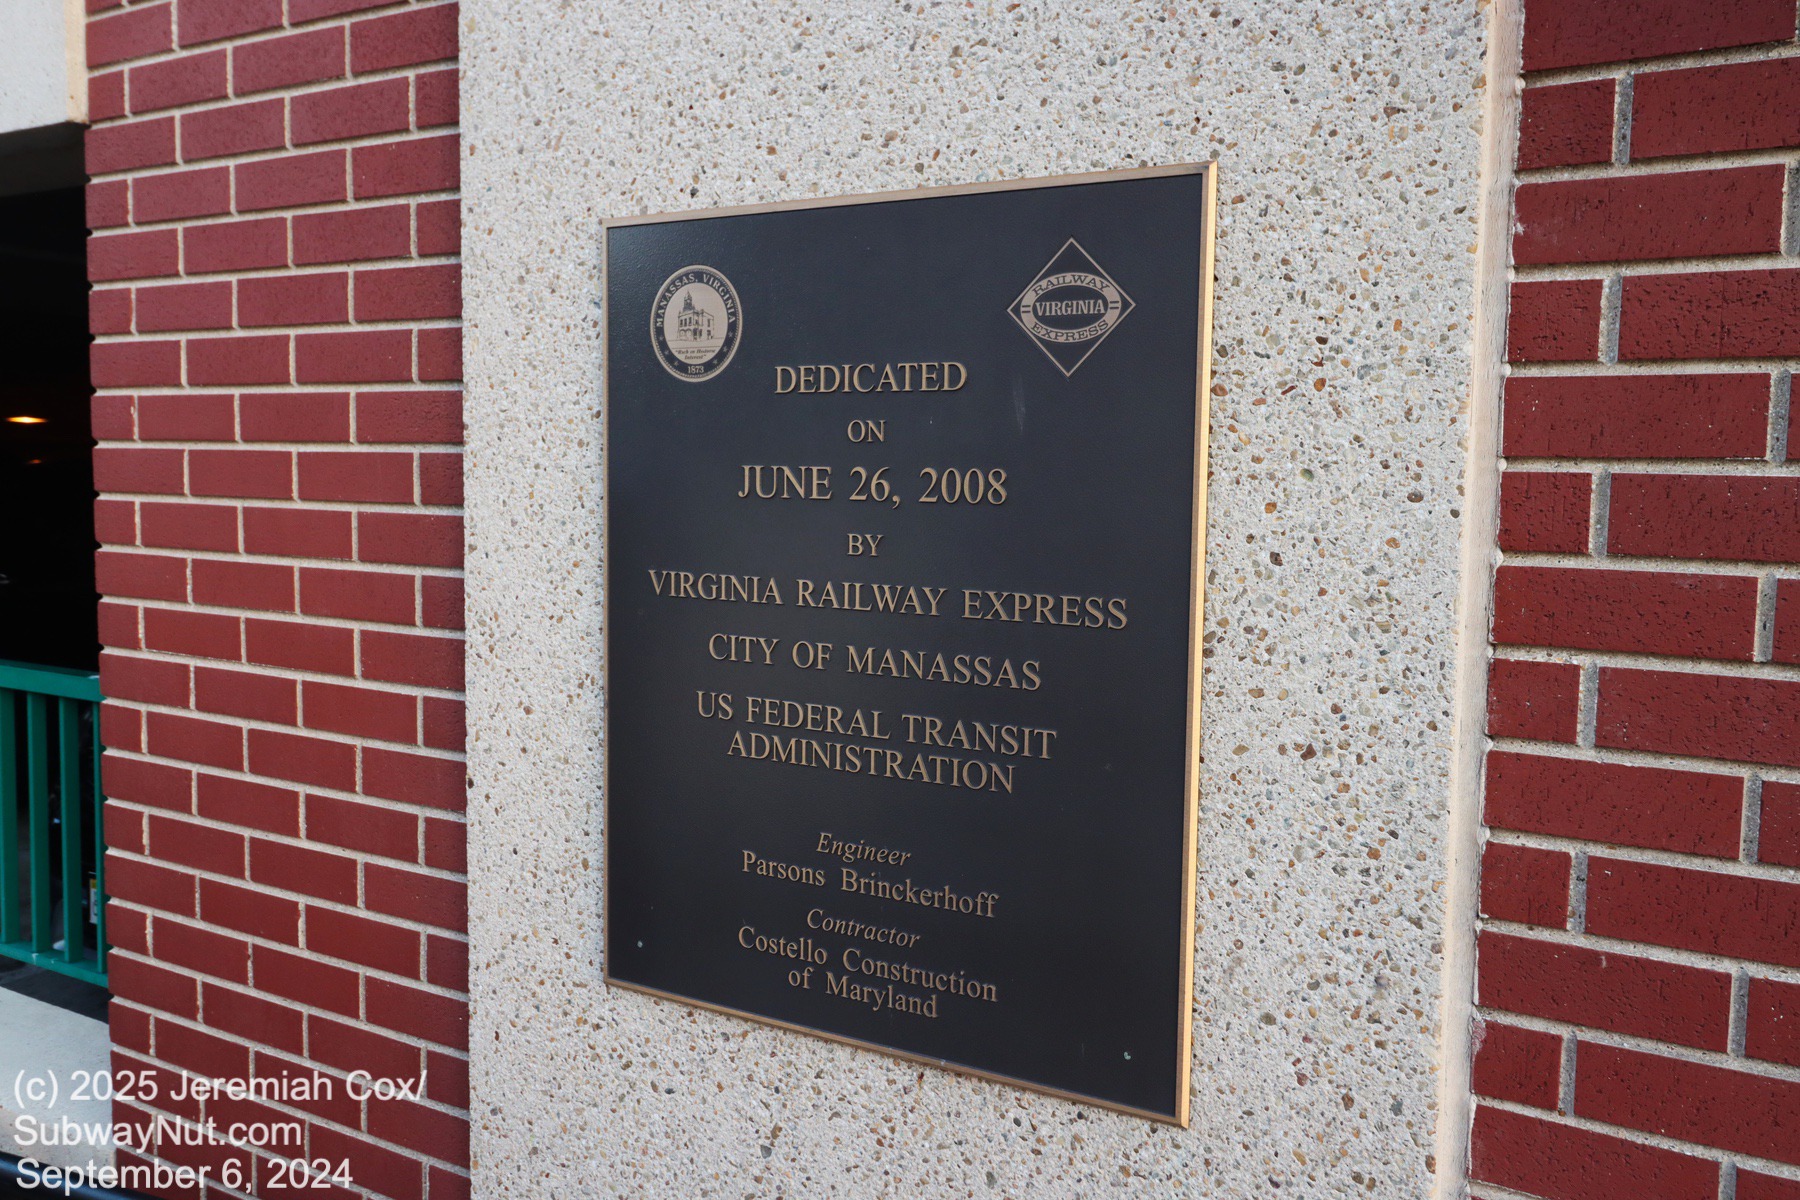 MANASSAS, VIRGINIA
1873
RAILWAY
VIRGINIA
EXPRESS
DEDICATED
ON
JUNE 26, 2008
BY
VIRGINIA RAILWAY EXPRESS
CITY OF MANASSAS
US FEDERAL TRANSIT
ADMINISTRATION
Engineer
Parsons Brinckerhoff
Contractor
Costello Construction
of Maryland
(c) 2025 Jeremiah Cox/
SubwayNut.com
September 6, 2024